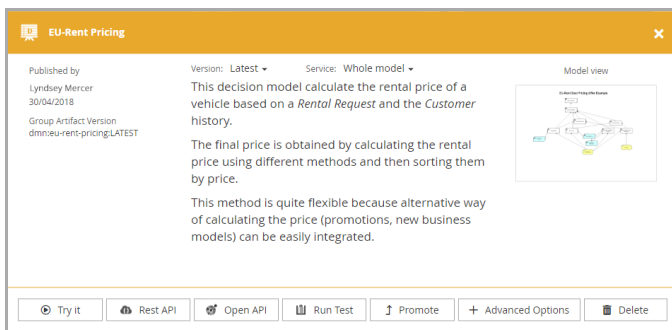 EU-Rent Pricing
Published by
Lyndsey Mercer
30/04/2018
Group Artifact Version
dmn:eu-rent-pricing:LATEST
Version: Latest Service: Whole model
This decision model calculate the rental price of a
vehicle based on a Rental Request and the Customer
history.
The final price is obtained by calculating the rental
price using different methods and then sorting them
by price.
This method is quite flexible because alternative way
of calculating the price (promotions, new business
models) can be easily integrated.
Model view
Try it
Rest API
Open API
Run Test
Promote
Advanced Options
Delete